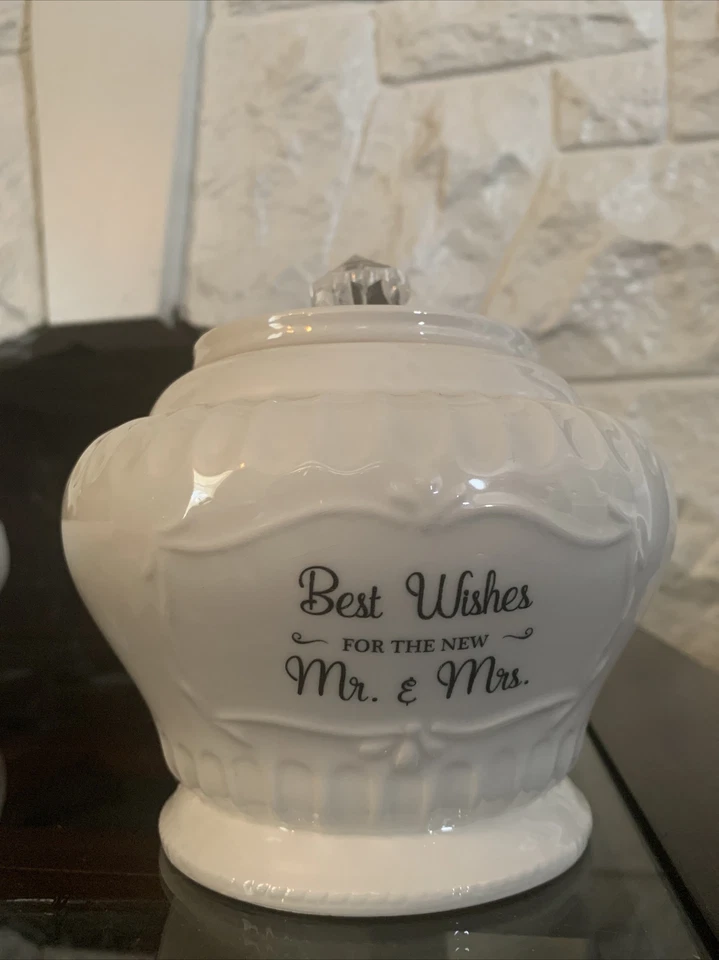 Best Wishes
FOR THE NEW
Mr. & Mrs.